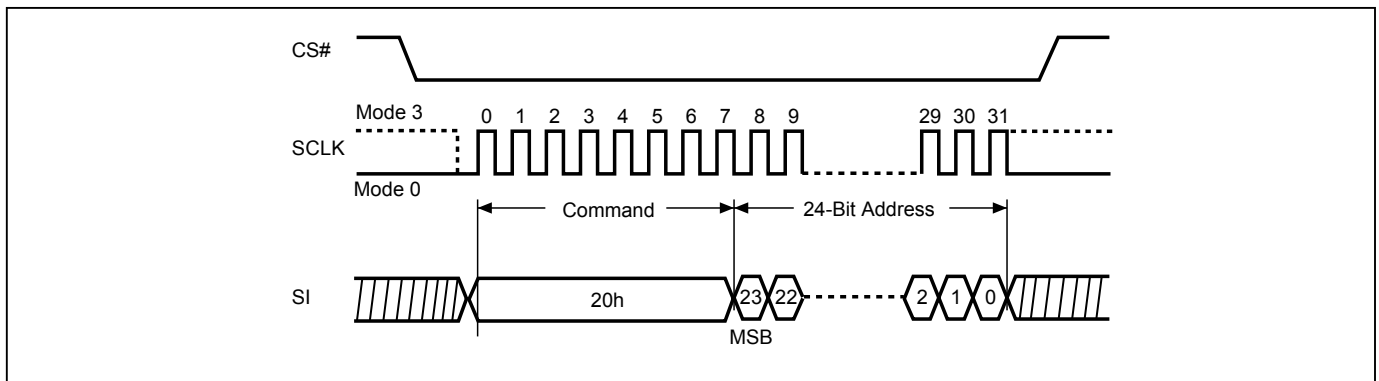 CS#
Mode 3
0 1 2 3 4 5 6 7 8 9 29 30 31
SCLK
Mode 0
Command 24-Bit Address
SI 20h 23 22 2 1 0
MSB